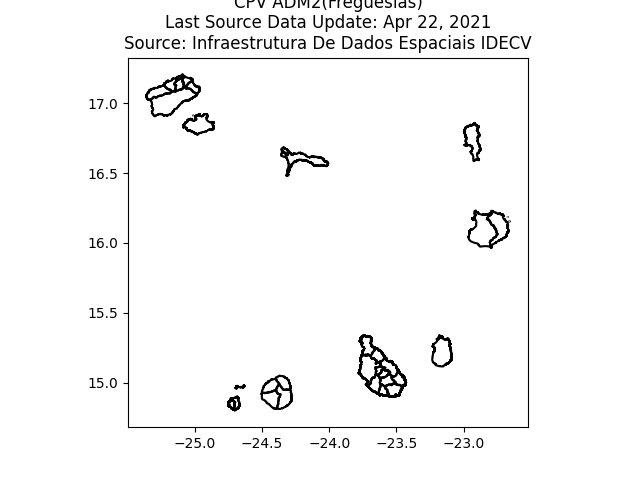 CPV ADM2(Freguesias)
Last Source Data Update: Apr 22, 2021
Source: Infraestrutura De Dados Espaciais IDECV
17.0
16.5
16.0
15.5
15.0
−25.0 −24.5 −24.0 −23.5 −23.0